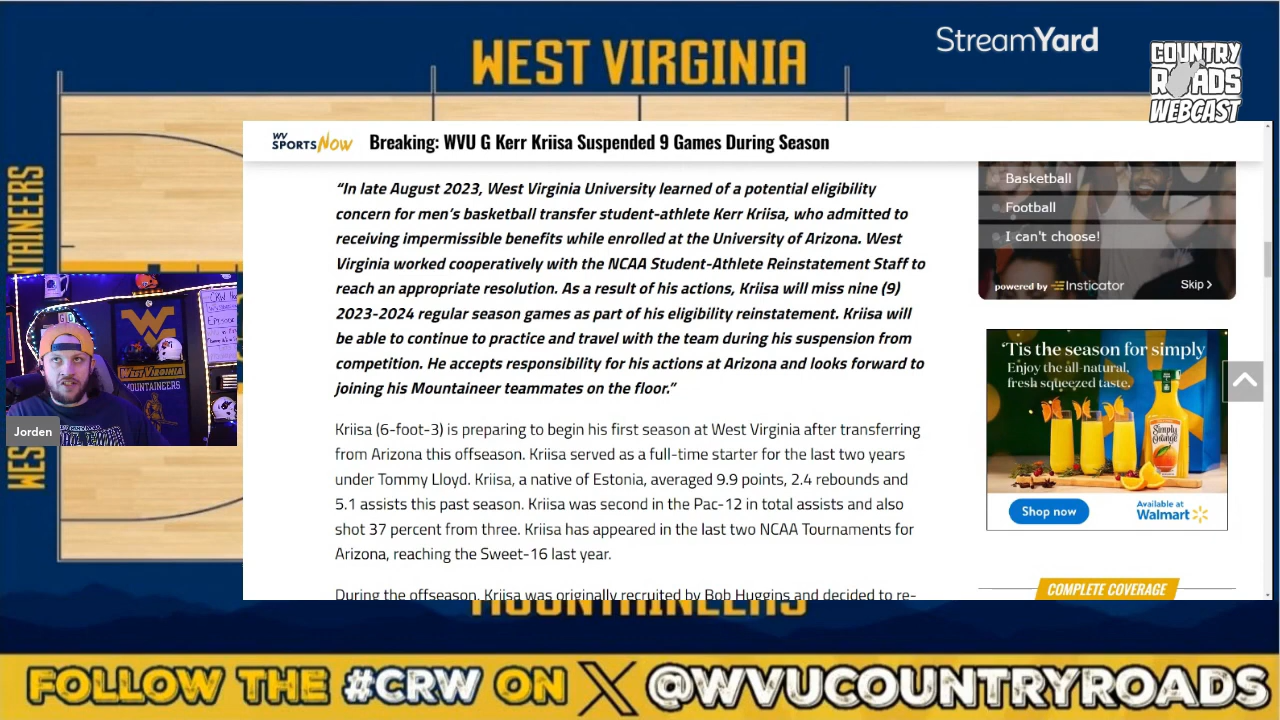 WEST VIRGINIA
StreamYard
COUNTRY
ROADS
WEBCAST
WV
SPORTS NOW
Breaking: WVU G Kerr Kriisa Suspended 9 Games During Season
“In late August 2023, West Virginia University learned of a potential eligibility
concern for men’s basketball transfer student-athlete Kerr Kriisa, who admitted to
receiving impermissible benefits while enrolled at the University of Arizona. West
Virginia worked cooperatively with the NCAA Student-Athlete Reinstatement Staff to
reach an appropriate resolution. As a result of his actions, Kriisa will miss nine (9)
2023-2024 regular season games as part of his eligibility reinstatement. Kriisa will
be able to continue to practice and travel with the team during his suspension from
competition. He accepts responsibility for his actions at Arizona and looks forward to
joining his Mountaineer teammates on the floor.”
Kriisa (6-foot-3) is preparing to begin his first season at West Virginia after transferring
from Arizona this offseason. Kriisa served as a full-time starter for the last two years
under Tommy Lloyd. Kriisa, a native of Estonia, averaged 9.9 points, 2.4 rebounds and
5.1 assists this past season. Kriisa was second in the Pac-12 in total assists and also
shot 37 percent from three. Kriisa has appeared in the last two NCAA Tournaments for
Arizona, reaching the Sweet-16 last year.
During the offseason, Kriisa was originally recruited by Bob Huggins and decided to re-
Basketball
Football
I can't choose!
powered by Insticator
Skip
'Tis the season for simply
Enjoy the all-natural,
fresh squeezed taste.
Simply
Orange
Shop now
Available at
Walmart
COMPLETE COVERAGE
WEST VIRGINIA
MOUNTAINEERS
Jorden
MOUNTAINEERS
FOLLOW THE #CRW ON X @WVUCOUNTRYROADS